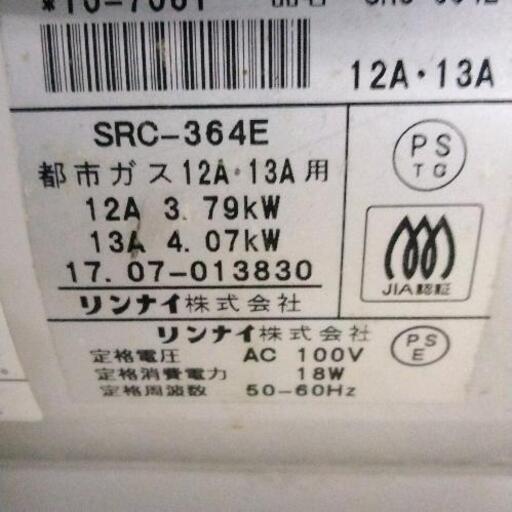 12A・13A
SRC-364E
都市ガス12A・13A用
12A 3.79kW
13A 4.07kW
17.07-013830
リンナイ株式会社
PS
TG
JIA認証
リンナイ株式会社
定格電圧 AC 100V
定格消費電力 18W
定格周波数 50-60Hz
PS
E